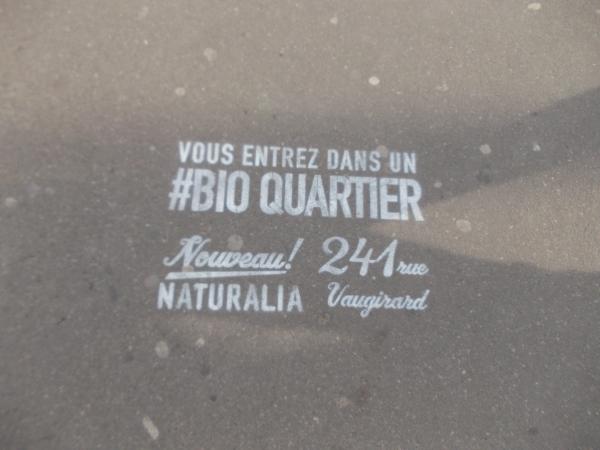 VOUS ENTREZ DANS UN
#BIO QUARTIER
Nouveau! 241 rue
NATURALIA Vaugirard